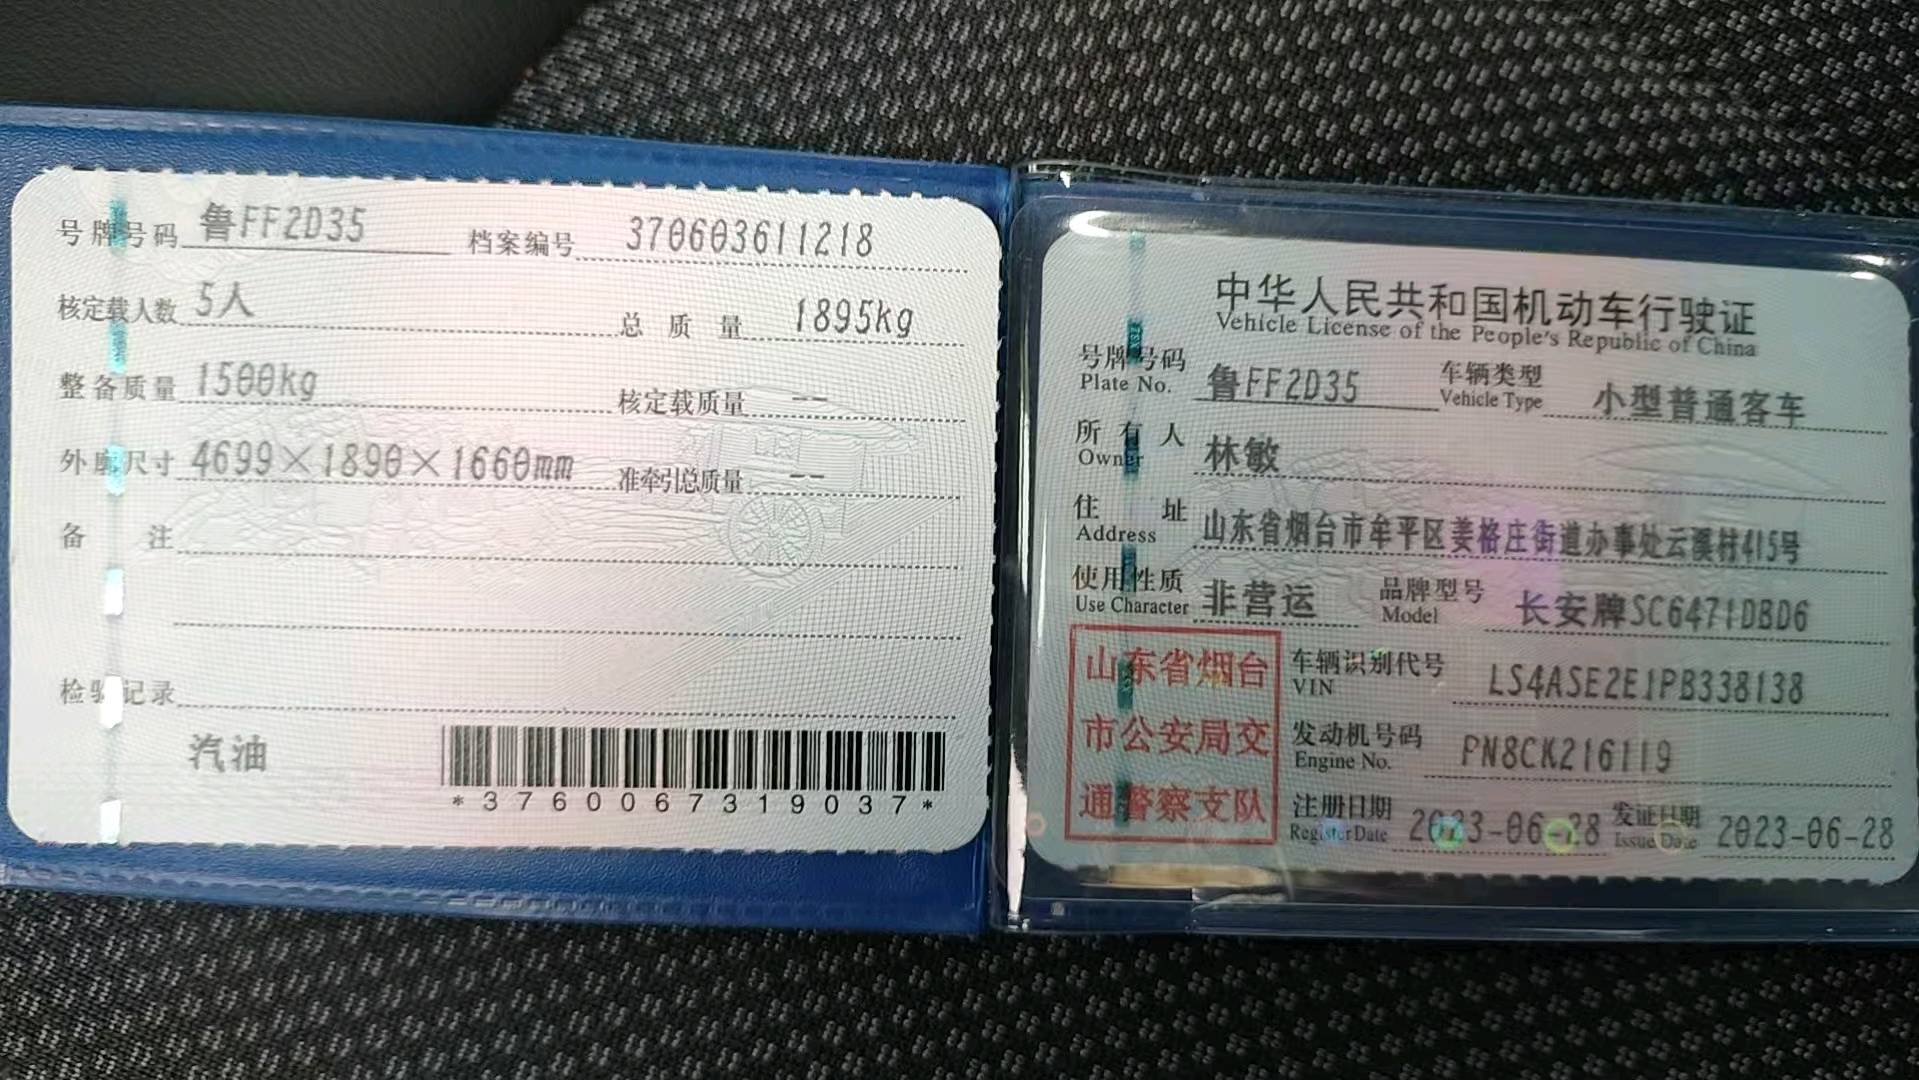 号牌号码 鲁FF2D35 档案编号 370603611218
核定载人数 5人 总质量 1895kg
整备质量 1500kg 核定载质量 --
外廓尺寸 4699×1890×1660mm 准牵引总质量 --
备注
检验记录
汽油
*3760067319037*
中华人民共和国机动车行驶证
Vehicle License of the People's Republic of China
号牌号码 鲁FF2D35 车辆类型 小型普通客车
Plate No. Vehicle Type
所有人 林敏
Owner
住址 山东省烟台市牟平区姜格庄街道办事处云溪村415号
Address
使用性质 非营运 品牌型号 长安牌SC6471DBD6
Use Character Model
山东省烟台
市公安局交
通警察支队
车辆识别代号 LS4ASE2E1PB338138
VIN
发动机号码 PN8CK216119
Engine No.
注册日期 2023-06-28 发证日期 2023-06-28
Register Date Issue Date